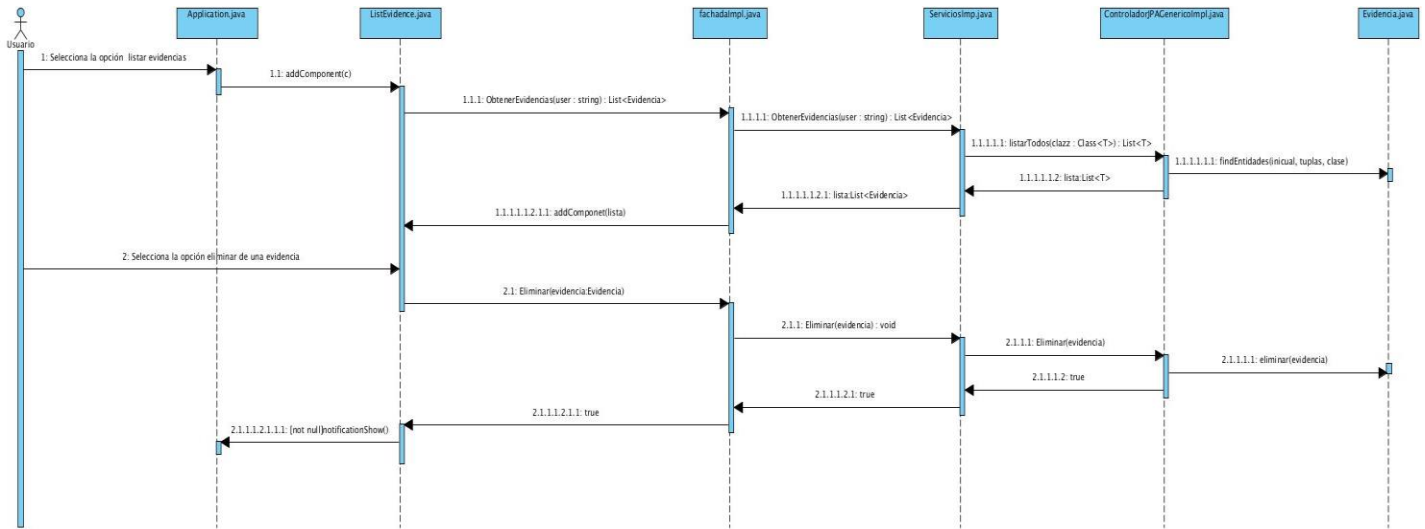 Usuario
Application.java
ListEvidence.java
fachadaImpl.java
ServiciosImp.java
ControladorJPAGenericoImpl.java
Evidencia.java
1: Selecciona la opción listar evidencias
1.1: addComponent(c)
1.1.1: ObtenerEvidencias(user : string) : List<Evidencia>
1.1.1.1: ObtenerEvidencias(user : string) : List<Evidencia>
1.1.1.1.1: listarTodos(clazz : Class<T>) : List<T>
1.1.1.1.1.1: findEntidades(inicual, tuplas, clase)
1.1.1.1.1.2: lista:List<T>
1.1.1.1.1.2.1: lista:List<Evidencia>
1.1.1.1.1.2.1.1: addComponet(lista)
2: Selecciona la opción eliminar de una evidencia
2.1: Eliminar(evidencia:Evidencia)
2.1.1: Eliminar(evidencia) : void
2.1.1.1: Eliminar(evidencia)
2.1.1.1.1: eliminar(evidencia)
2.1.1.1.2: true
2.1.1.1.2.1: true
2.1.1.1.2.1.1: true
2.1.1.1.2.1.1.1: [not null]notificationShow()